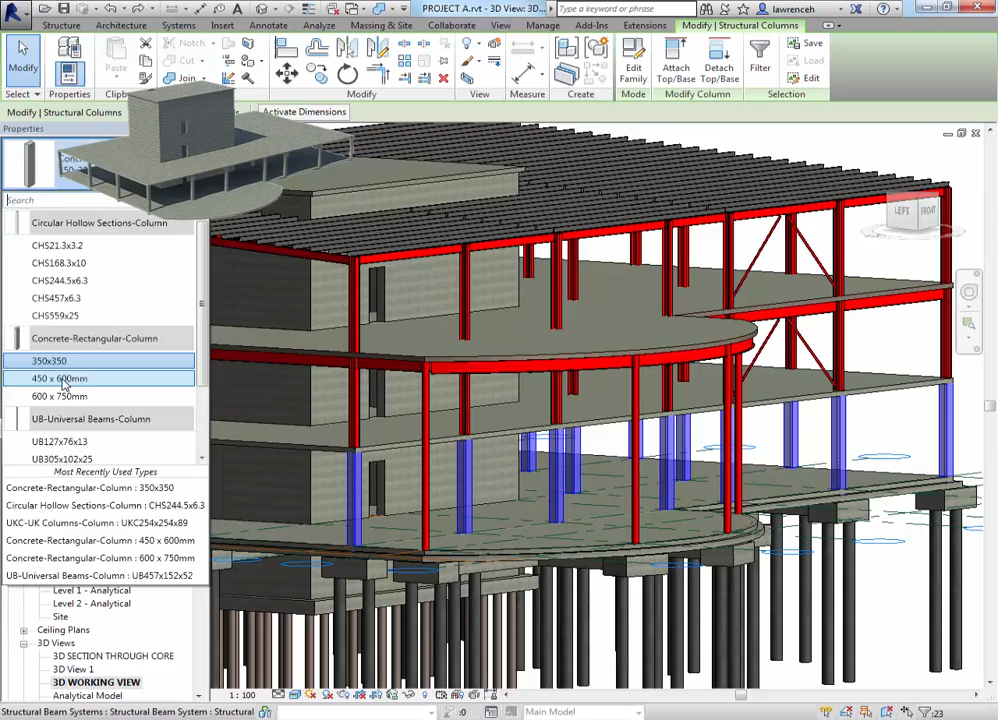 PROJECT A.rvt - 3D View: 3D...
Type a keyword or phrase
lawrenceh
Structure
Architecture
Systems
Insert
Annotate
Analyze
Massing & Site
Collaborate
View
Manage
Add-Ins
Extensions
Modify | Structural Columns
Modify
Paste
Notch
Cut
Join
Edit Family
Attach Top/Base
Detach Top/Base
Filter
Save
Load
Edit
Select
Properties
Modify
View
Measure
Create
Mode
Modify Column
Selection
Modify | Structural Columns
Activate Dimensions
Properties
LEFT
FRONT
Search
Circular Hollow Sections-Column
CHS21.3x3.2
CHS168.3x10
CHS244.5x6.3
CHS457x6.3
CHS559x25
Concrete-Rectangular-Column
350x350
450 x 600mm
600 x 750mm
UB-Universal Beams-Column
UB127x76x13
UB305x102x25
Most Recently Used Types
Concrete-Rectangular-Column : 350x350
Circular Hollow Sections-Column : CHS244.5x6.3
UKC-UK Columns-Column : UKC254x254x89
Concrete-Rectangular-Column : 450 x 600mm
Concrete-Rectangular-Column : 600 x 750mm
UB-Universal Beams-Column : UB457x152x52
Level 1 - Analytical
Level 2 - Analytical
Site
Ceiling Plans
3D Views
3D SECTION THROUGH CORE
3D View 1
3D WORKING VIEW
Analytical Model
1 : 100
Structural Beam Systems : Structural Beam System : Structural
:0
Main Model
:23